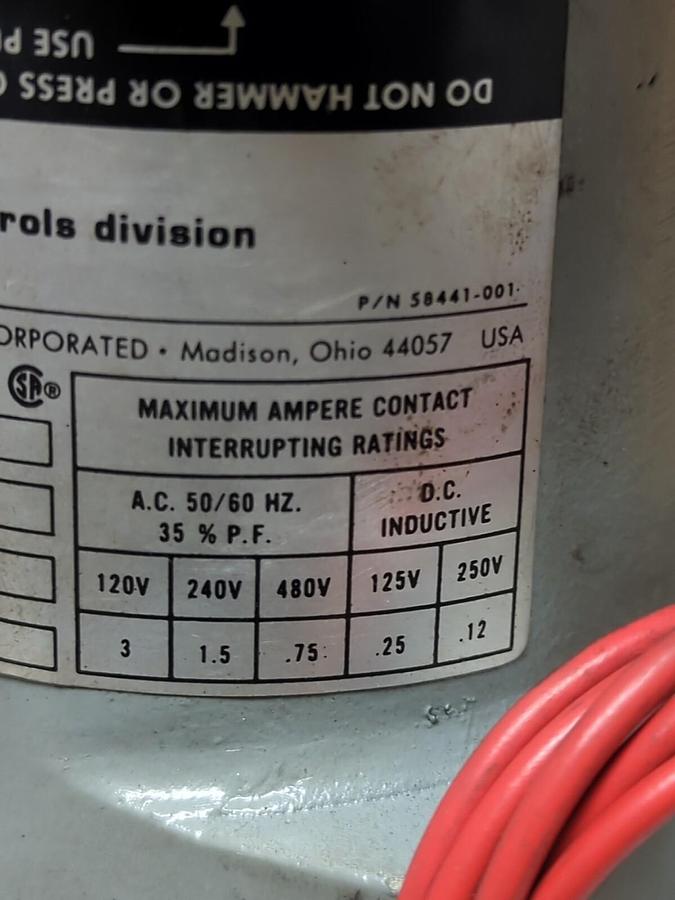 USE
DO NOT HAMMER OR PRESS
rols division
P/N 58441-001
ORPORATED • Madison, Ohio 44057 USA
SA ®
MAXIMUM AMPERE CONTACT
INTERRUPTING RATINGS
A.C. 50/60 HZ.
35 % P.F.
D.C.
INDUCTIVE
120V 240V 480V 125V 250V
3 1.5 .75 .25 .12